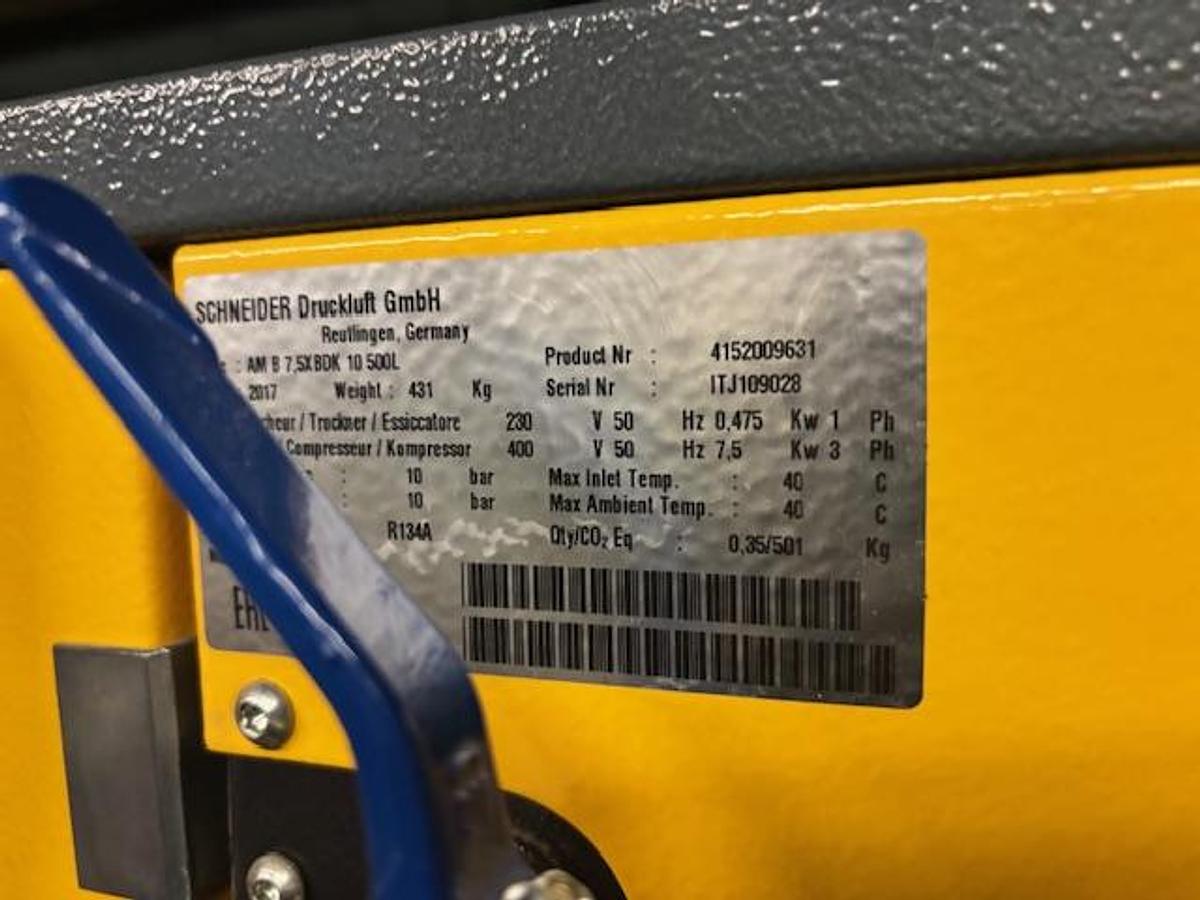 SCHNEIDER Druckluft GmbH
Reutlingen, Germany
: AM B 7,5XBDK 10 500L
Product Nr : 4152009631
2017 Weight : 431 Kg
Serial Nr : ITJ109028
/ Trockner / Essiccatore 230 V 50 Hz 0,475 Kw 1 Ph
Compresseur / Kompressor 400 V 50 Hz 7,5 Kw 3 Ph
: 10 bar Max Inlet Temp. : 40 C
: 10 bar Max Ambient Temp. : 40 C
R134A Qty/CO₂ Eq : 0,35/501 Kg